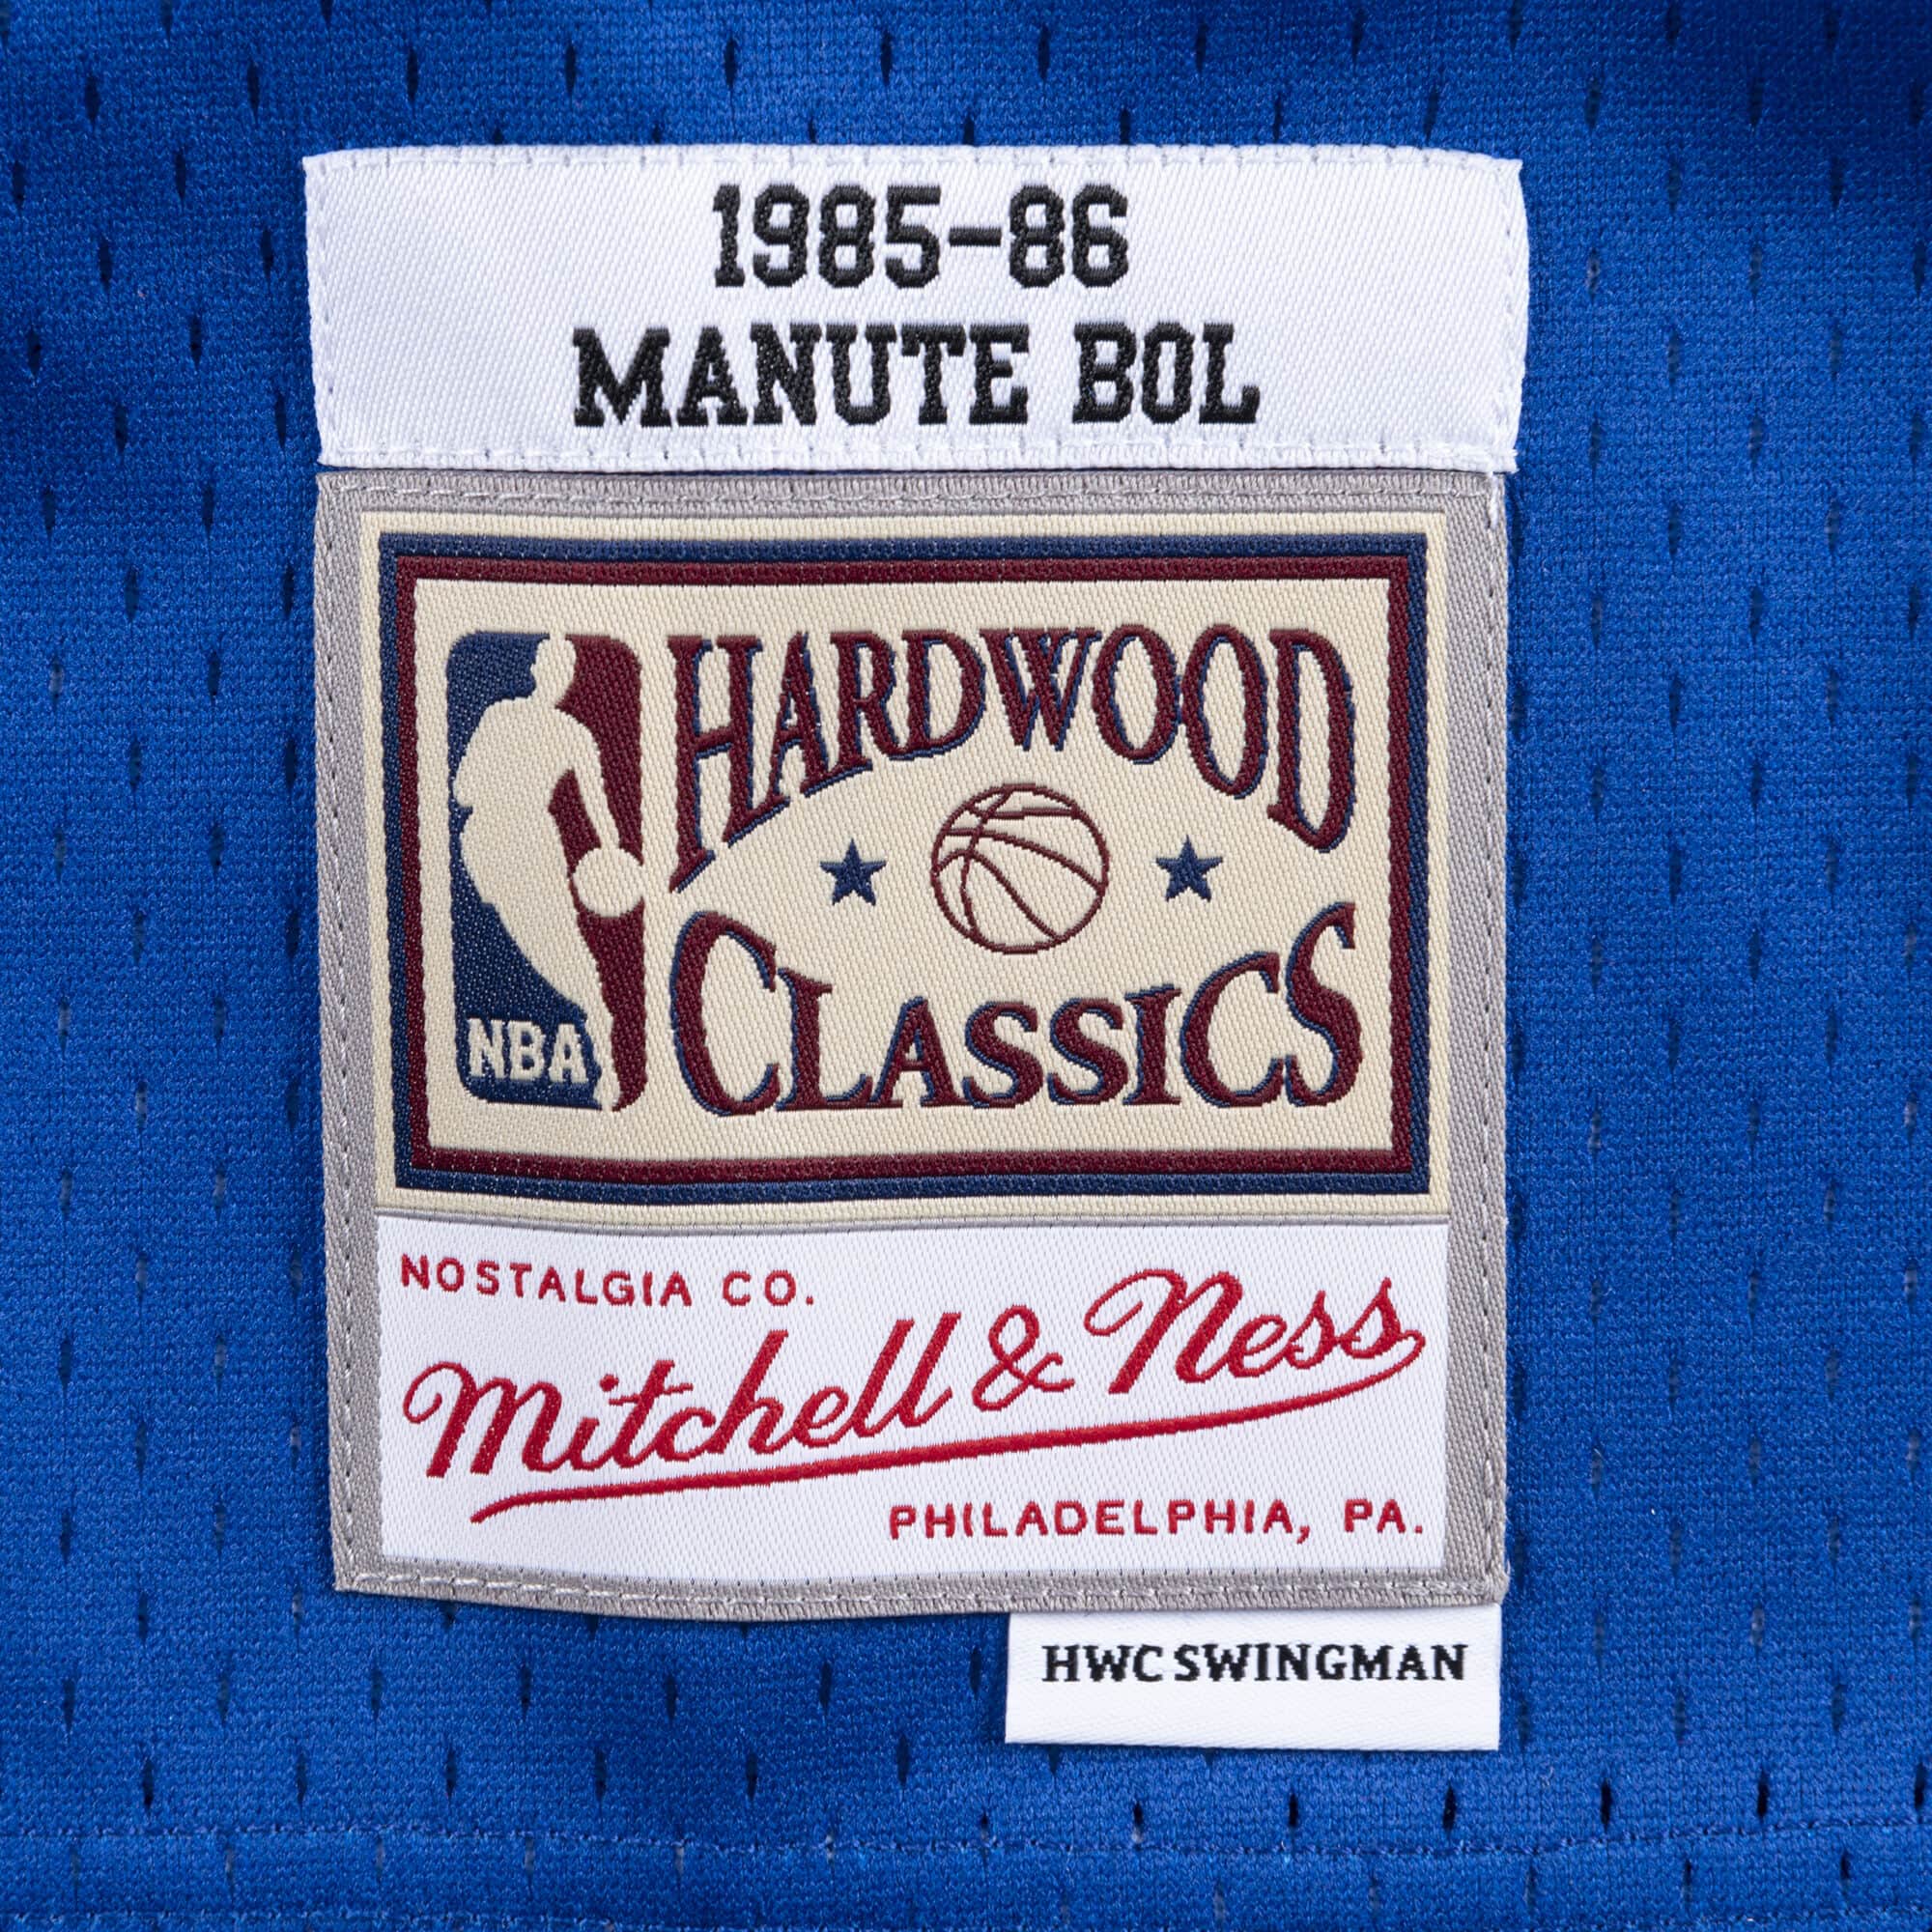 1985-86
MANUTE BOL
HARDWOOD
CLASSICS
NBA
NOSTALGIA CO.
Mitchell & Ness
PHILADELPHIA, PA.
HWC SWINGMAN